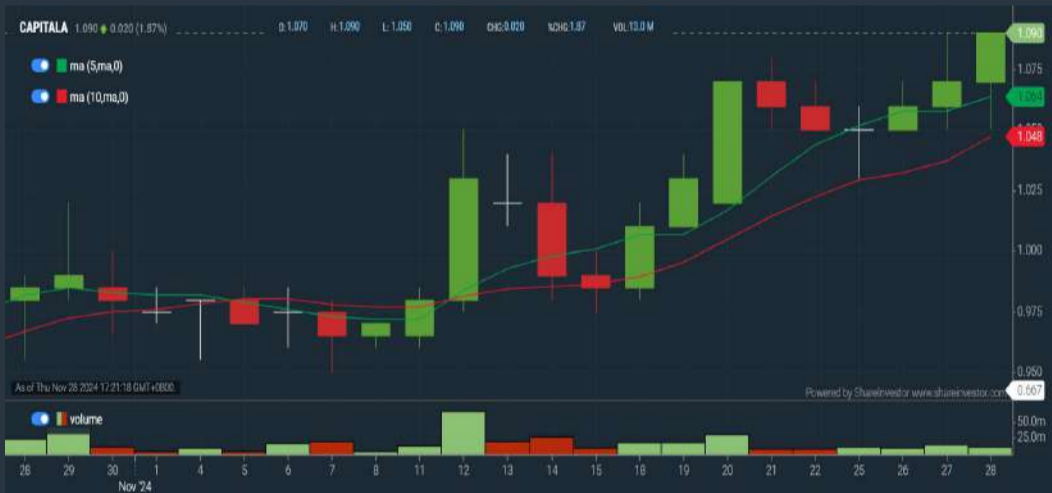 CAPITALA 1.090 0.020 (1.87%) O: 1.070 H: 1.090 L: 1.050 C: 1.090 CHG:0.020 %CHG:1.87 VOL:13.0 M
ma (5,ma,0)
ma (10,ma,0)
1.090
1.075
1.064
1.050
1.048
1.025
1.000
0.975
0.950
0.667
As of Thu Nov 28 2024 17:21:18 GMT+0800.
Powered by ShareInvestor www.shareinvestor.com
volume
50.0m
25.0m
28 29 30 1 4 5 6 7 8 11 12 13 14 15 18 19 20 21 22 25 26 27 28
Nov '24